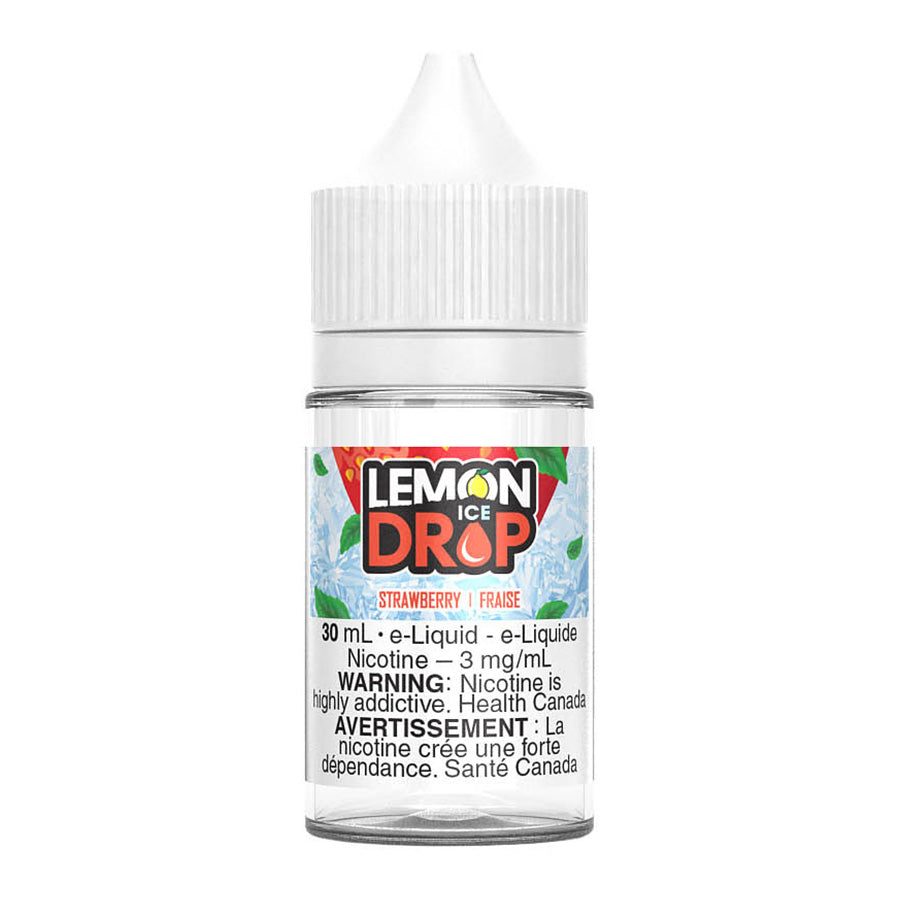 LEMON
ICE
DROP
STRAWBERRY | FRAISE
30 mL • e-Liquid - e-Liquide
Nicotine – 3 mg/mL
WARNING: Nicotine is
highly addictive. Health Canada
AVERTISSEMENT : La
nicotine crée une forte
dépendance. Santé Canada